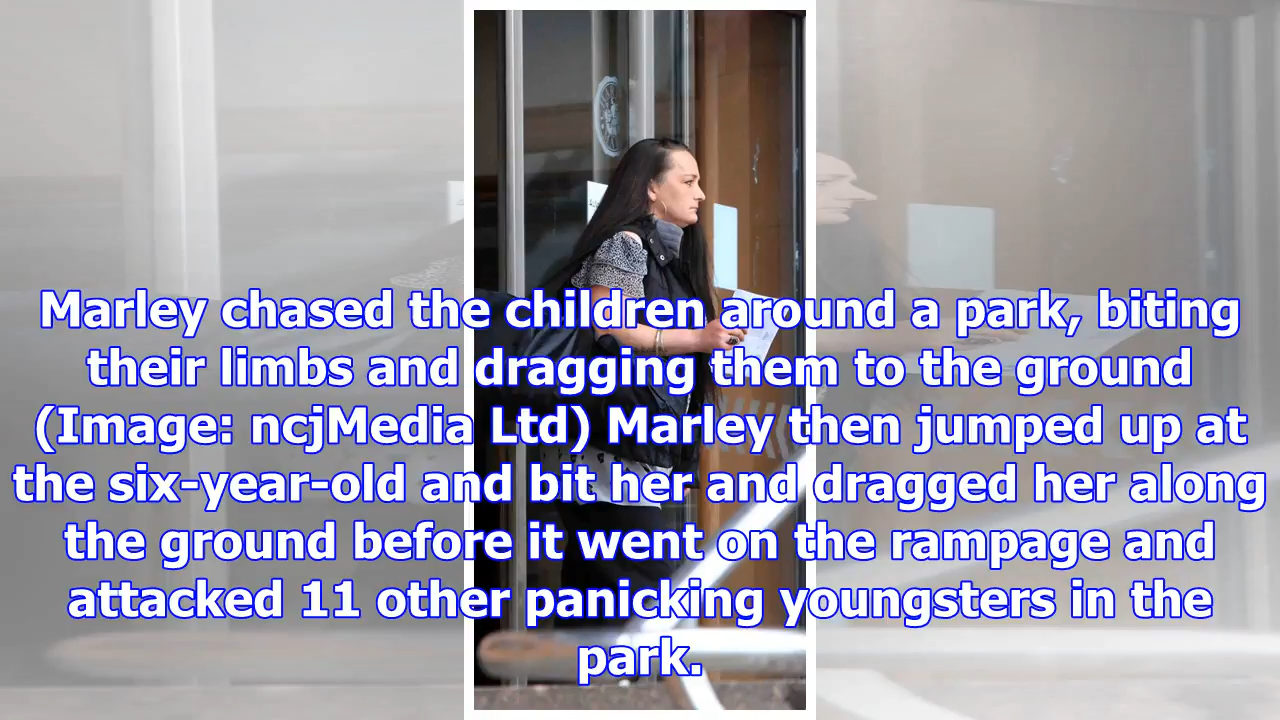 Marley chased the children around a park, biting
their limbs and dragging them to the ground
(Image: ncjMedia Ltd) Marley then jumped up at
the six-year-old and bit her and dragged her along
the ground before it went on the rampage and
attacked 11 other panicking youngsters in the
park.